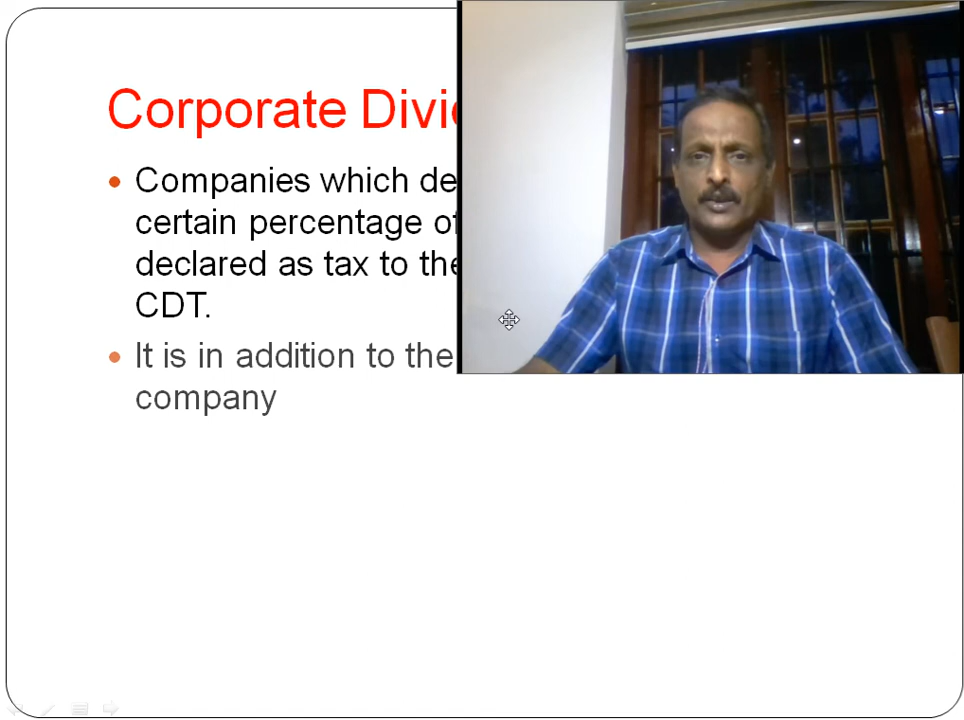 Corporate Divi
Companies which de
certain percentage of
declared as tax to the
CDT.
It is in addition to the
company